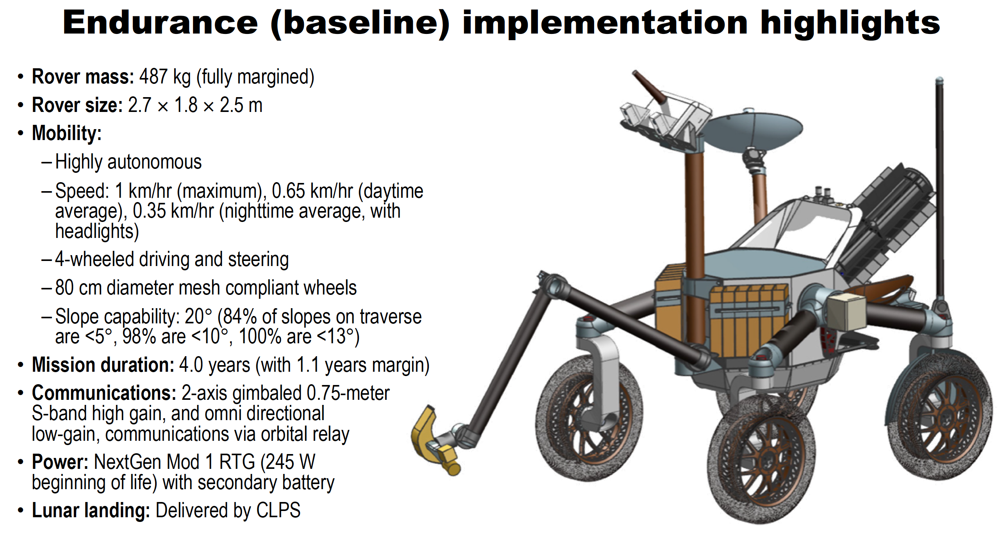 Endurance (baseline) implementation highlights
• Rover mass: 487 kg (fully margined)
• Rover size: 2.7 × 1.8 × 2.5 m
• Mobility:
– Highly autonomous
– Speed: 1 km/hr (maximum), 0.65 km/hr (daytime
average), 0.35 km/hr (nighttime average, with
headlights)
– 4-wheeled driving and steering
– 80 cm diameter mesh compliant wheels
– Slope capability: 20° (84% of slopes on traverse
are <5°, 98% are <10°, 100% are <13°)
• Mission duration: 4.0 years (with 1.1 years margin)
• Communications: 2-axis gimbaled 0.75-meter
S-band high gain, and omni directional
low-gain, communications via orbital relay
• Power: NextGen Mod 1 RTG (245 W
beginning of life) with secondary battery
• Lunar landing: Delivered by CLPS